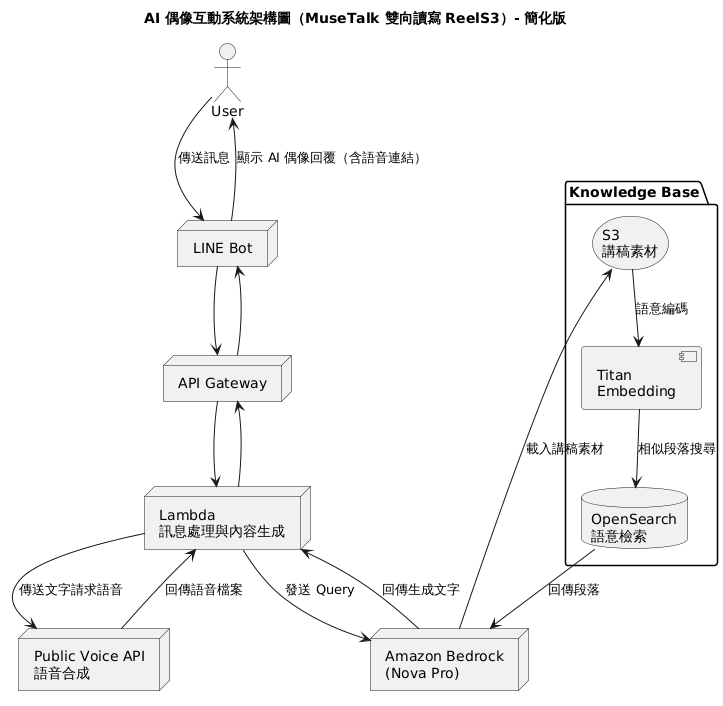 AI 偶像互動系統架構圖（MuseTalk 雙向讀寫 ReelS3）- 簡化版
User
傳送訊息
顯示 AI 偶像回覆（含語音連結）
Knowledge Base
S3
講稿素材
LINE Bot
語意編碼
API Gateway
Titan
Embedding
載入講稿素材
相似段落搜尋
Lambda
訊息處理與內容生成
OpenSearch
語意檢索
傳送文字請求語音
回傳語音檔案
發送 Query
回傳生成文字
回傳段落
Public Voice API
語音合成
Amazon Bedrock
(Nova Pro)